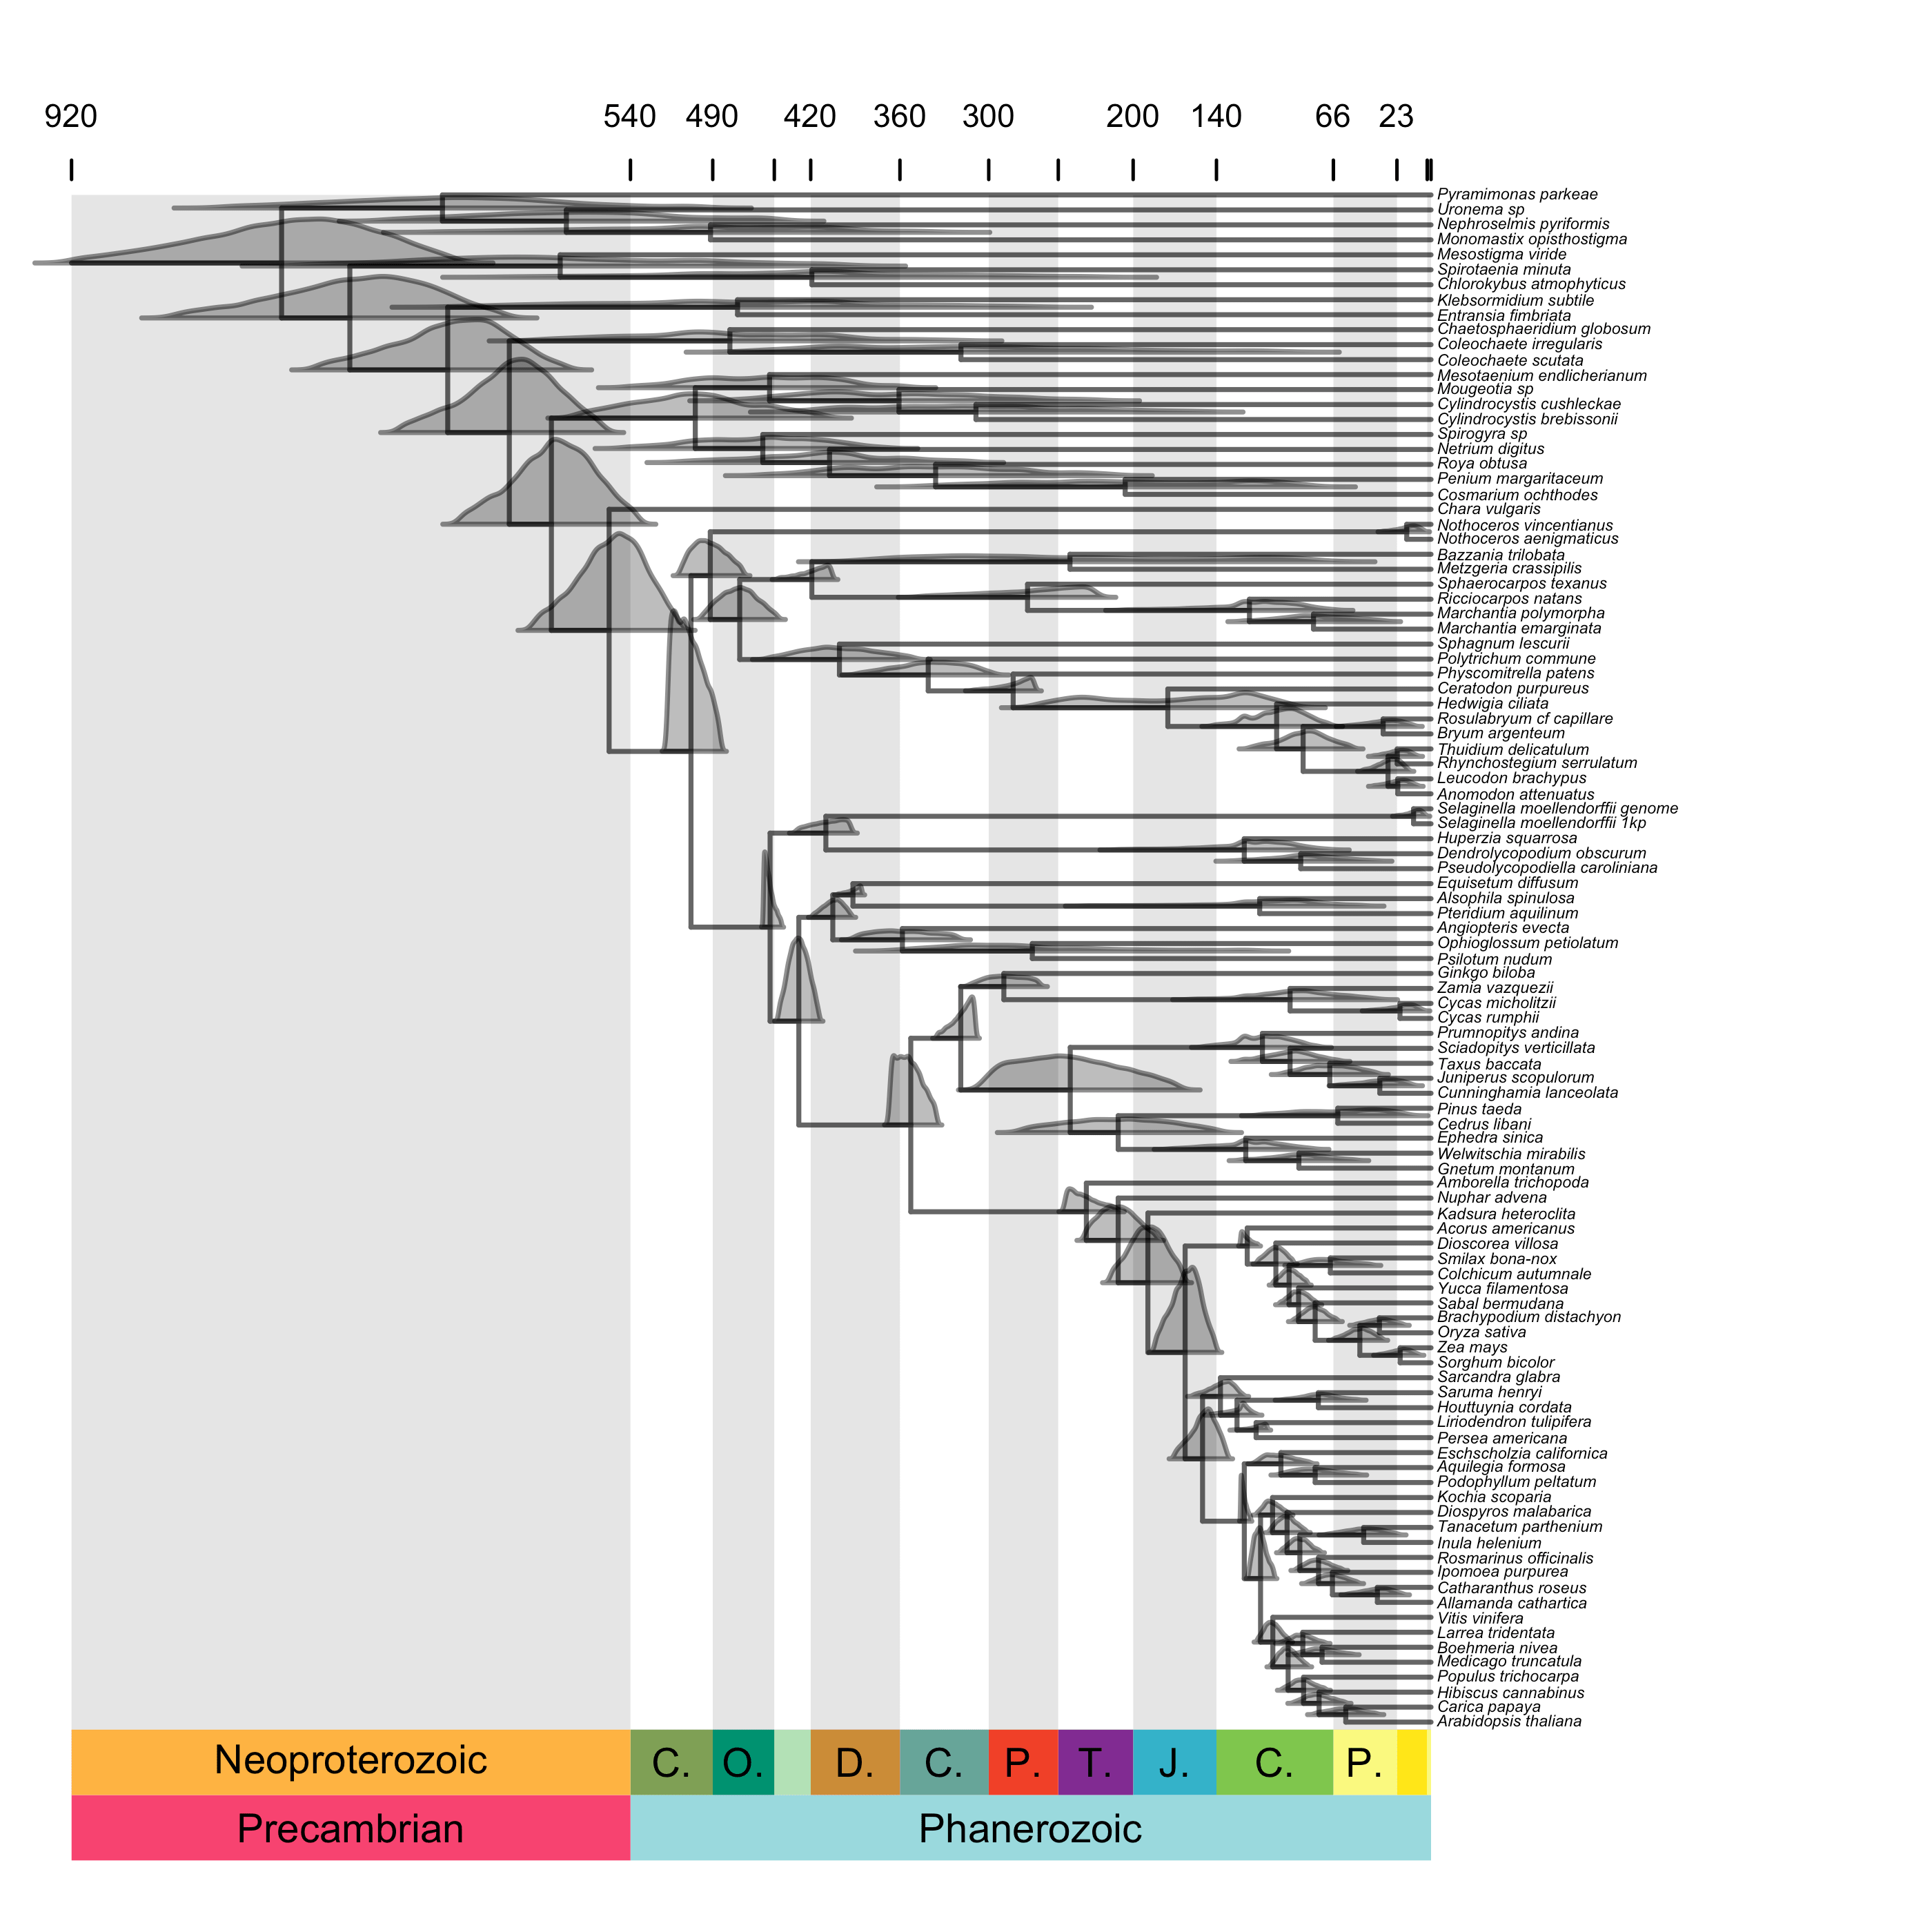 920 540 490 420 360 300 200 140 66 23
Pyramimonas parkeae
Uronema sp
Nephroselmis pyriformis
Monomastix opisthostigma
Mesostigma viride
Spirotaenia minuta
Chlorokybus atmophyticus
Klebsormidium subtile
Entransia fimbriata
Chaetosphaeridium globosum
Coleochaete irregularis
Coleochaete scutata
Mesotaenium endlicherianum
Mougeotia sp
Cylindrocystis cushleckae
Cylindrocystis brebissonii
Spirogyra sp
Netrium digitus
Roya obtusa
Penium margaritaceum
Cosmarium ochthodes
Chara vulgaris
Nothoceros vincentianus
Nothoceros aenigmaticus
Bazzania trilobata
Metzgeria crassipilis
Sphaerocarpos texanus
Ricciocarpos natans
Marchantia polymorpha
Marchantia emarginata
Sphagnum lescurii
Polytrichum commune
Physcomitrella patens
Ceratodon purpureus
Hedwigia ciliata
Rosulabryum cf capillare
Bryum argenteum
Thuidium delicatulum
Rhynchostegium serrulatum
Leucodon brachypus
Anomodon attenuatus
Selaginella moellendorffii genome
Selaginella moellendorffii 1kp
Huperzia squarrosa
Dendrolycopodium obscurum
Pseudolycopodiella caroliniana
Equisetum diffusum
Alsophila spinulosa
Pteridium aquilinum
Angiopteris evecta
Ophioglossum petiolatum
Psilotum nudum
Ginkgo biloba
Zamia vazquezii
Cycas micholitzii
Cycas rumphii
Prumnopitys andina
Sciadopitys verticillata
Taxus baccata
Juniperus scopulorum
Cunninghamia lanceolata
Pinus taeda
Cedrus libani
Ephedra sinica
Welwitschia mirabilis
Gnetum montanum
Amborella trichopoda
Nuphar advena
Kadsura heteroclita
Acorus americanus
Dioscorea villosa
Smilax bona-nox
Colchicum autumnale
Yucca filamentosa
Sabal bermudana
Brachypodium distachyon
Oryza sativa
Zea mays
Sorghum bicolor
Sarcandra glabra
Saruma henryi
Houttuynia cordata
Liriodendron tulipifera
Persea americana
Eschscholzia californica
Aquilegia formosa
Podophyllum peltatum
Kochia scoparia
Diospyros malabarica
Tanacetum parthenium
Inula helenium
Rosmarinus officinalis
Ipomoea purpurea
Catharanthus roseus
Allamanda cathartica
Vitis vinifera
Larrea tridentata
Boehmeria nivea
Medicago truncatula
Populus trichocarpa
Hibiscus cannabinus
Carica papaya
Arabidopsis thaliana
Neoproterozoic C. O. D. C. P. T. J. C. P.
Precambrian Phanerozoic